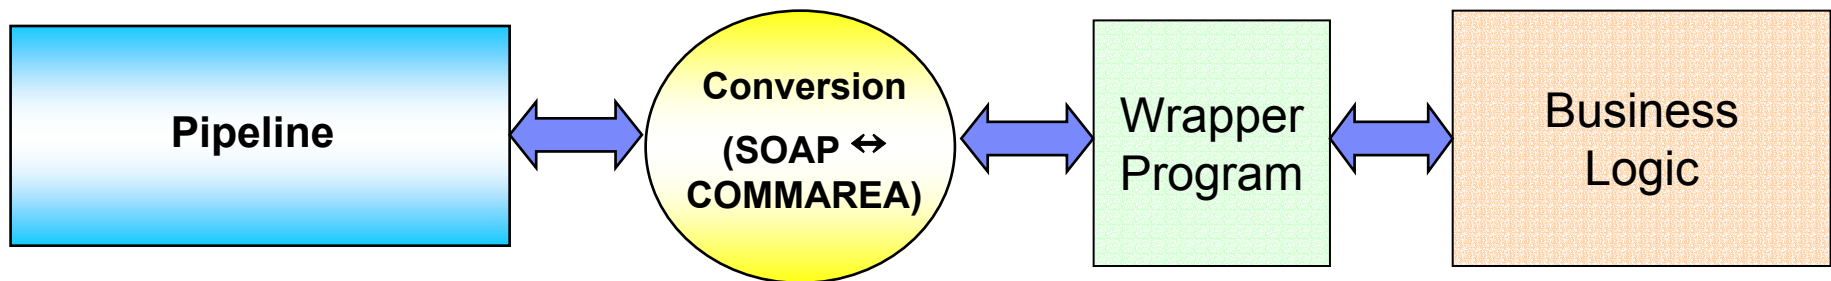 Pipeline
Conversion
(SOAP ↔
COMMAREA)
Wrapper
Program
Business
Logic